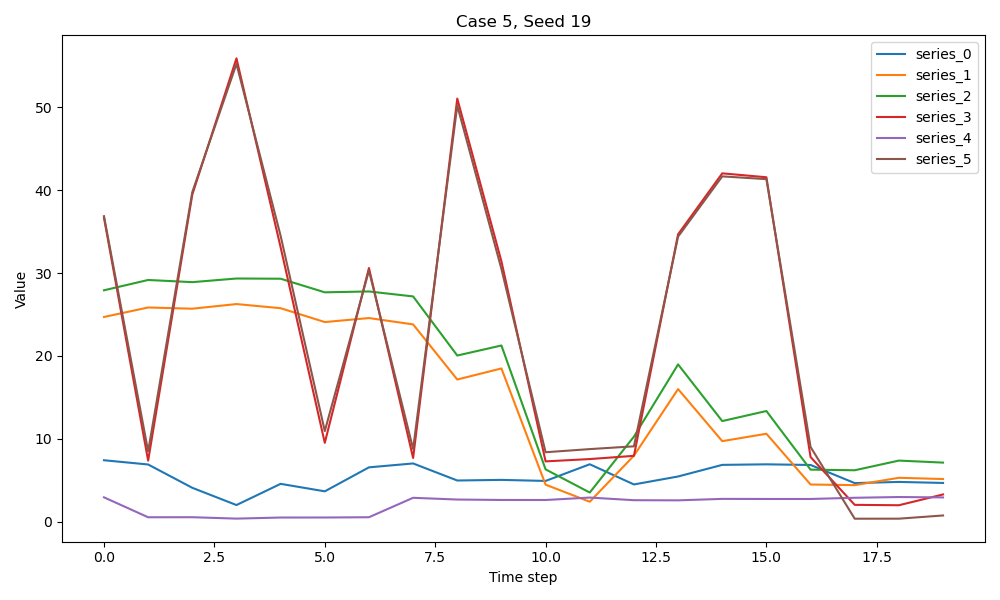 Case 5, Seed 19
series_0
series_1
series_2
series_3
series_4
series_5
50
40
30
20
10
0
Value
0.0 2.5 5.0 7.5 10.0 12.5 15.0 17.5
Time step